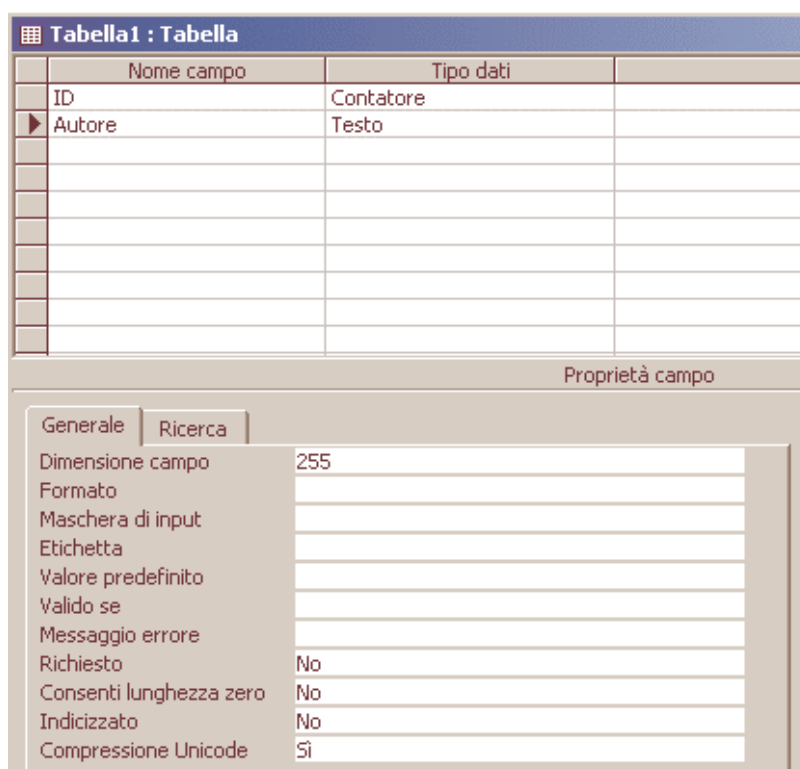 Tabella1 : Tabella
Nome campo Tipo dati
ID Contatore
Autore Testo
Proprietà campo
Generale Ricerca
Dimensione campo 255
Formato
Maschera di input
Etichetta
Valore predefinito
Valido se
Messaggio errore
Richiesto No
Consenti lunghezza zero No
Indicizzato No
Compressione Unicode Sì